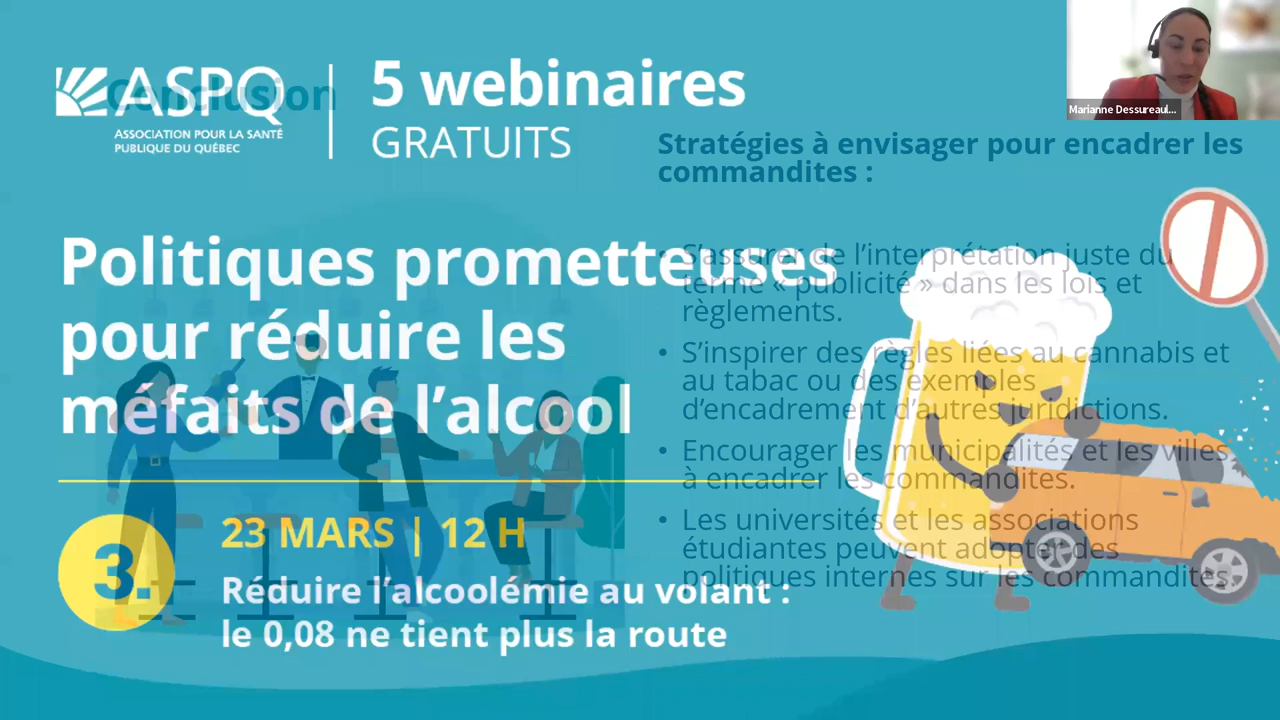 Conclusion
ASPQ
ASSOCIATION POUR LA SANTÉ
PUBLIQUE DU QUÉBEC
5 webinaires
GRATUITS
Marianne Dessureaul...
Stratégies à envisager pour encadrer les
commandites :
• S'assurer de l'interprétation juste du
terme « publicité » dans les lois et
règlements.
• S'inspirer des règles liées au cannabis et
au tabac ou des exemples
d'encadrement d'autres juridictions.
• Encourager les municipalités et les villes
à encadrer les commandites.
• Les universités et les associations
étudiantes peuvent adopter des
politiques internes sur les commandites.
Politiques prometteuses
pour réduire les
méfaits de l'alcool
3.
23 MARS | 12 H
Réduire l'alcoolémie au volant :
le 0,08 ne tient plus la route